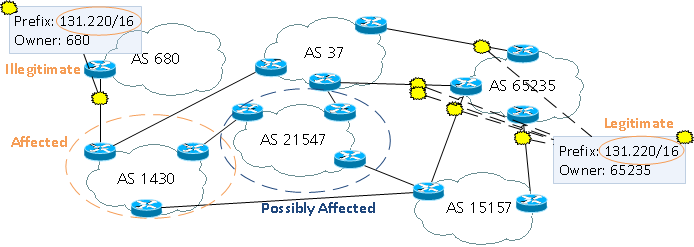 Prefix: 131.220/16
Owner: 680
AS 680
AS 37
Illegitimate
AS 65235
Affected
AS 21547
Legitimate
Prefix: 131.220/16
Owner: 65235
AS 1430
Possibly Affected
AS 15157